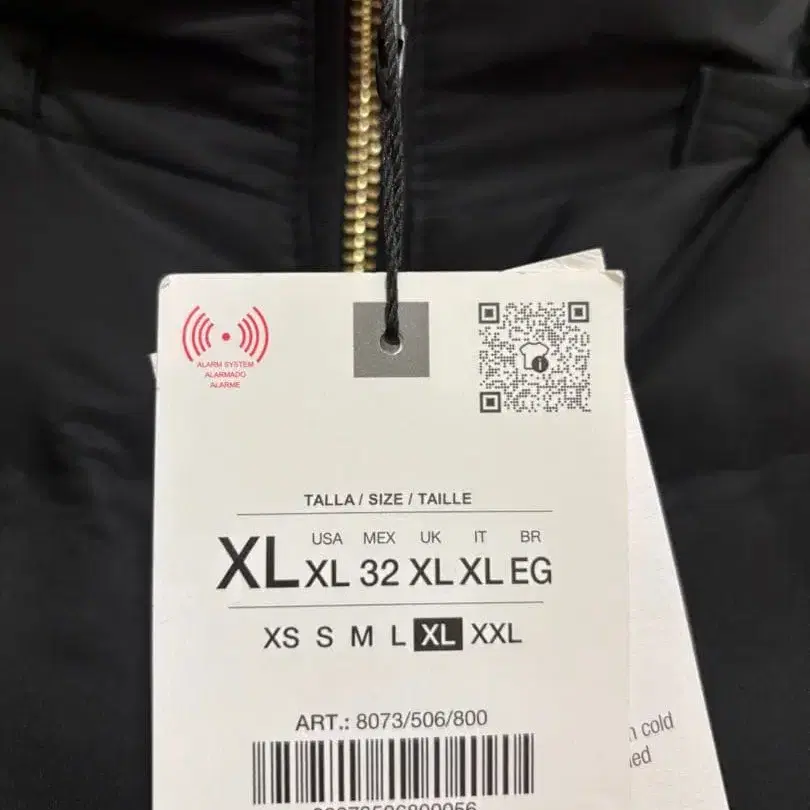 ALARM SYSTEM
ALARMADO
ALARME
i
TALLA / SIZE / TAILLE
USA MEX UK IT BR
XL XL 32 XL XL EG
XS S M L XL XXL
ART.: 8073/506/800
cold